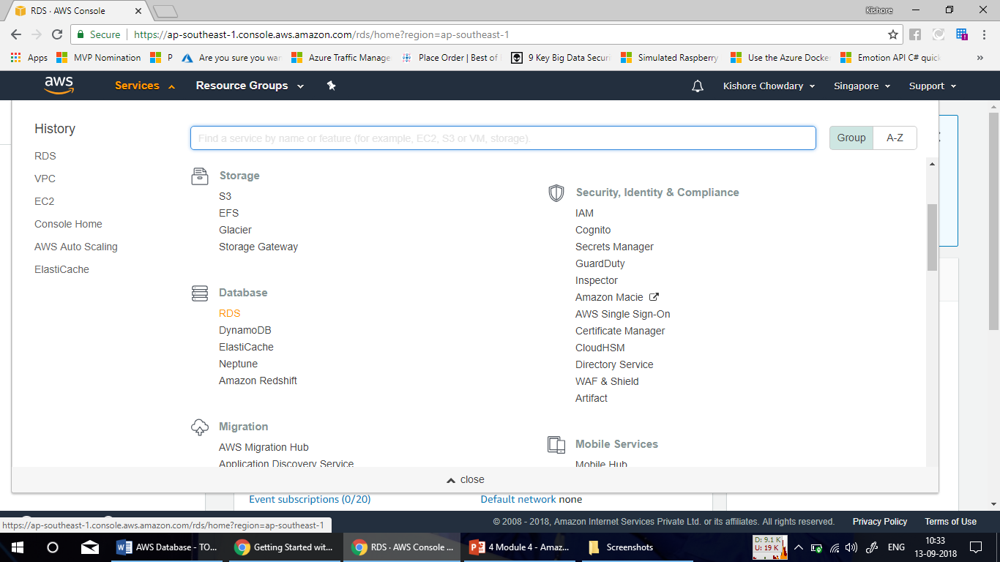 RDS · AWS Console
Kishore
Secure
https://ap-southeast-1.console.aws.amazon.com/rds/home?region=ap-southeast-1
Apps
MVP Nomination
P
Are you sure you wan
Azure Traffic Manage
Place Order | Best of
9 Key Big Data Securi
Simulated Raspberry
Use the Azure Docke
Emotion API C# quick
»
aws
Services
Resource Groups
Kishore Chowdary
Singapore
Support
History
RDS
VPC
EC2
Console Home
AWS Auto Scaling
ElastiCache
Find a service by name or feature (for example, EC2, S3 or VM, storage).
Group
A-Z
Storage
S3
EFS
Glacier
Storage Gateway
Database
RDS
DynamoDB
ElastiCache
Neptune
Amazon Redshift
Migration
AWS Migration Hub
Application Discovery Service
Security, Identity & Compliance
IAM
Cognito
Secrets Manager
GuardDuty
Inspector
Amazon Macie
AWS Single Sign-On
Certificate Manager
CloudHSM
Directory Service
WAF & Shield
Artifact
Mobile Services
Mobile Hub
close
Event subscriptions (0/20)
Default network none
https://ap-southeast-1.console.aws.amazon.com/rds/home?region=ap-southeast-1
© 2008 - 2018, Amazon Internet Services Private Ltd. or its affiliates. All rights reserved.
Privacy Policy
Terms of Use
AWS Database - TO...
Getting Started wit...
RDS · AWS Console ...
4 Module 4 - Amaz...
Screenshots
D: 9.1 K
U: 19 K
ENG
10:33
13-09-2018